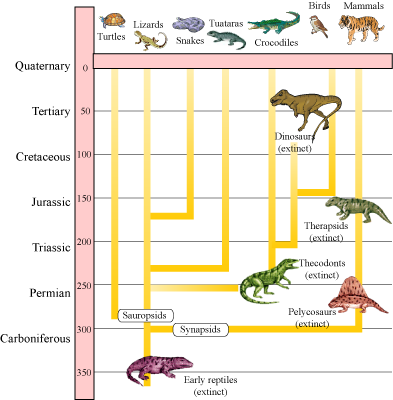 Turtles
Lizards
Snakes
Tuataras
Crocodiles
Birds
Mammals
Quaternary
0
Tertiary
50
Dinosaurs
(extinct)
Cretaceous
100
150
Jurassic
200
Therapsids
(extinct)
Triassic
250
Thecodonts
(extinct)
Permian
Pelycosaurs
(extinct)
Sauropsids
300
Synapsids
Carboniferous
350
Early reptiles
(extinct)